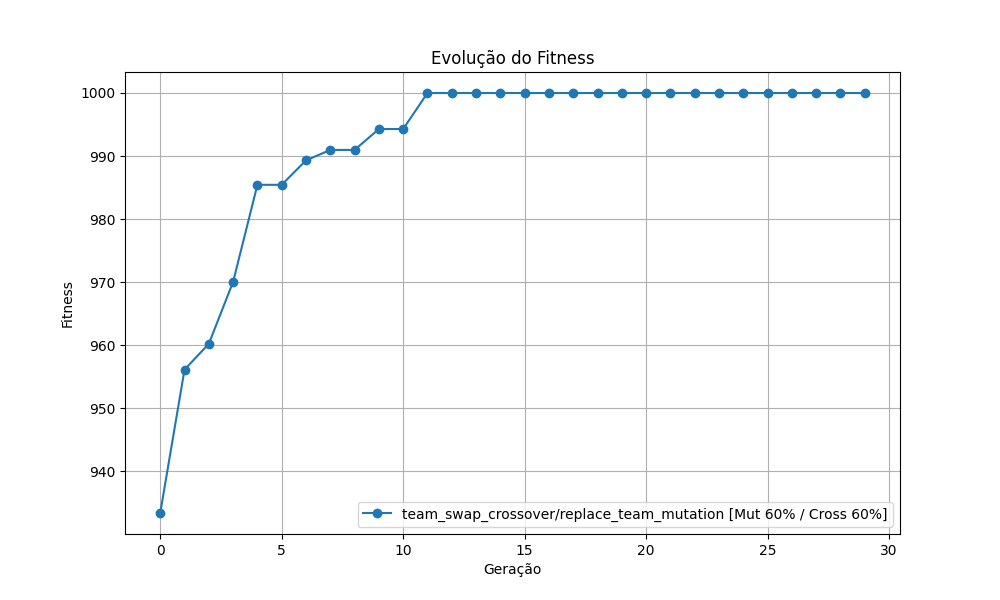 Evolução do Fitness
1000
990
980
970
960
950
940
Fitness
team_swap_crossover/replace_team_mutation [Mut 60% / Cross 60%]
0 5 10 15 20 25 30
Geração